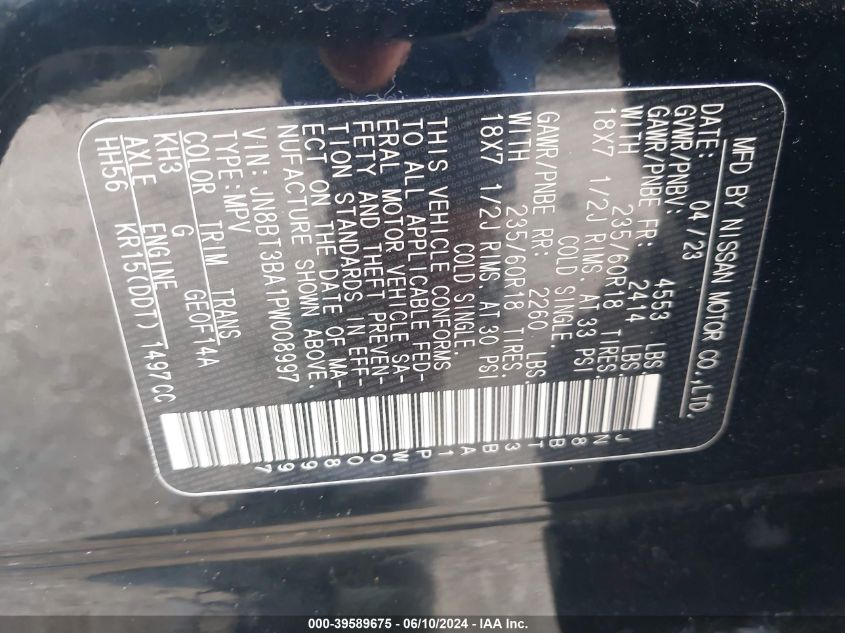 MFD BY NISSAN MOTOR CO.,LTD.
DATE: 04 /23
GVWR/PNBV: 4553 LBS.
GAWR/PNBE FR: 2414 LBS.
WITH 235/60R18 TIRES.
18X7 1/2J RIMS. AT 33 PSI
COLD SINGLE.
GAWR/PNBE RR: 2260 LBS.
WITH 235/60R18 TIRES.
18X7 1/2J RIMS. AT 30 PSI
COLD SINGLE.
THIS VEHICLE CONFORMS
TO ALL APPLICABLE FED-
ERAL MOTOR VEHICLE SA-
FETY AND THEFT PREVEN-
TION STANDARDS IN EFF-
ECT ON THE DATE OF MA-
NUFACTURE SHOWN ABOVE.
VIN: JN8BT3BA1PW008997
TYPE: MPV
COLOR TRIM TRANS
KH3 G GE0F14A
AXLE ENGINE
HH56 KR15(DDT) 1497CC
JN8BT3BA1PW008997
000-39589675 - 06/10/2024 - IAA Inc.